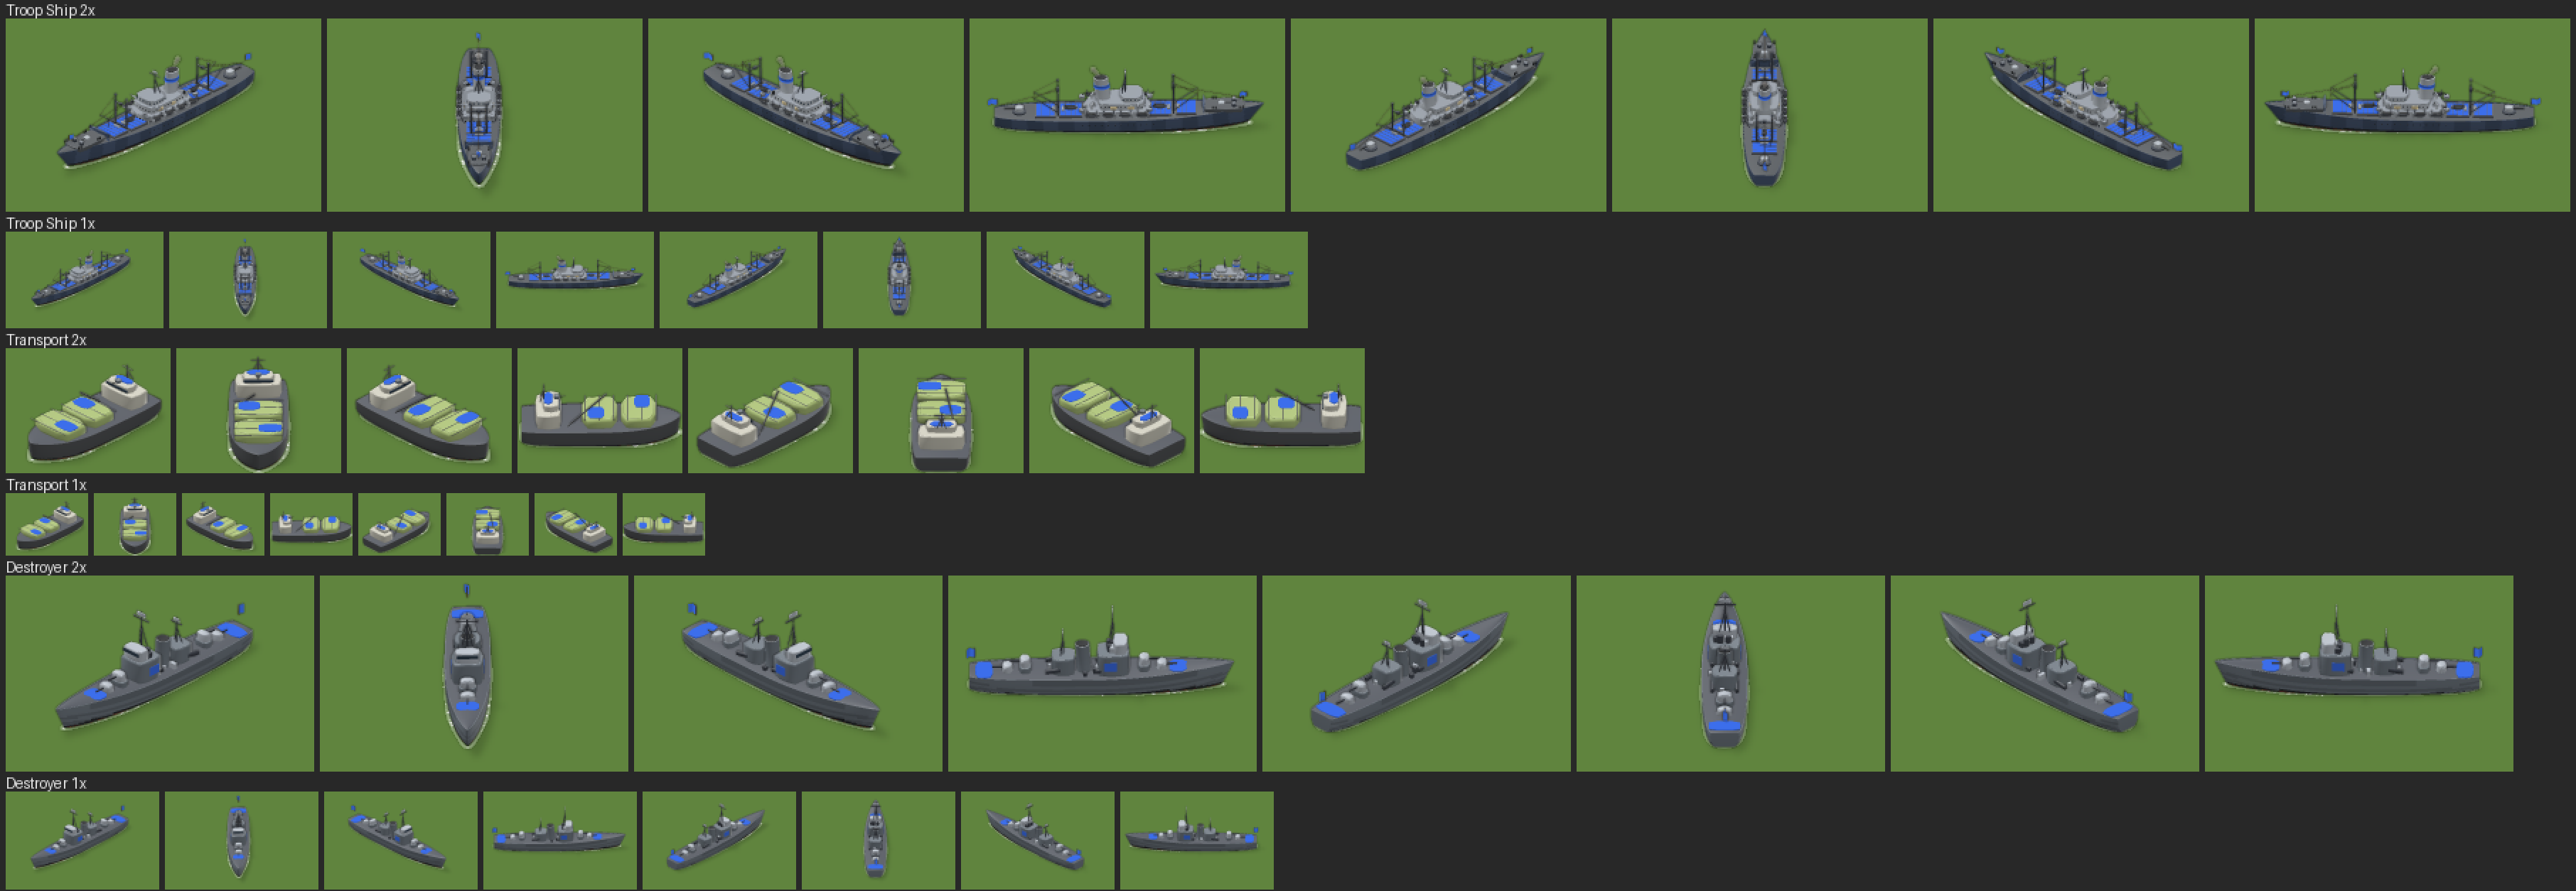 Troop Ship 2x
Troop Ship 1x
Transport 2x
Transport 1x
Destroyer 2x
Destroyer 1x